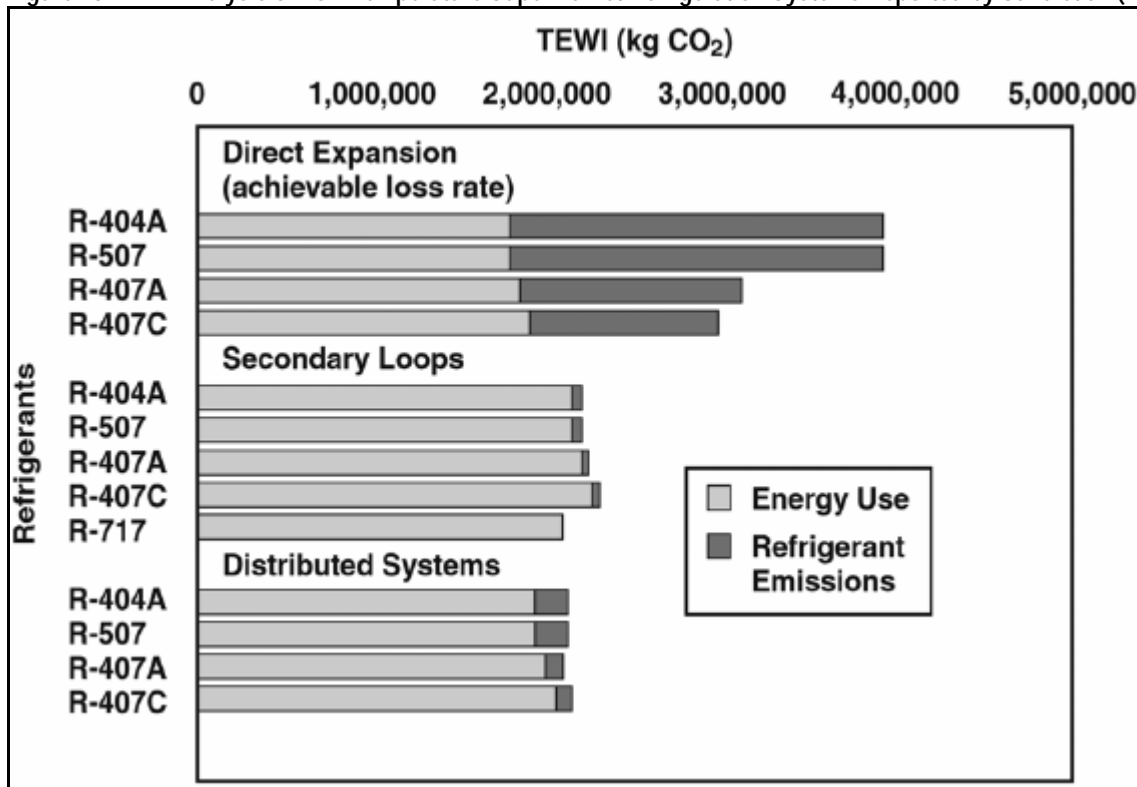 TEWI (kg CO₂)
0 1,000,000 2,000,000 3,000,000 4,000,000 5,000,000
Direct Expansion
(achievable loss rate)
R-404A
R-507
R-407A
R-407C
Secondary Loops
R-404A
R-507
R-407A
R-407C
R-717
Distributed Systems
R-404A
R-507
R-407A
R-407C
Refrigerants
Energy Use
Refrigerant
Emissions